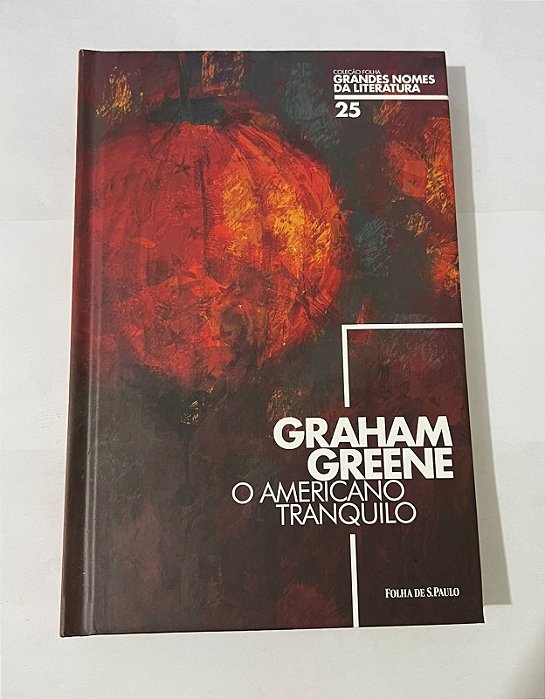 COLEÇÃO FOLHA
GRANDES NOMES
DA LITERATURA
25
GRAHAM
GREENE
O AMERICANO
TRANQUILO
FOLHA DE S.PAULO